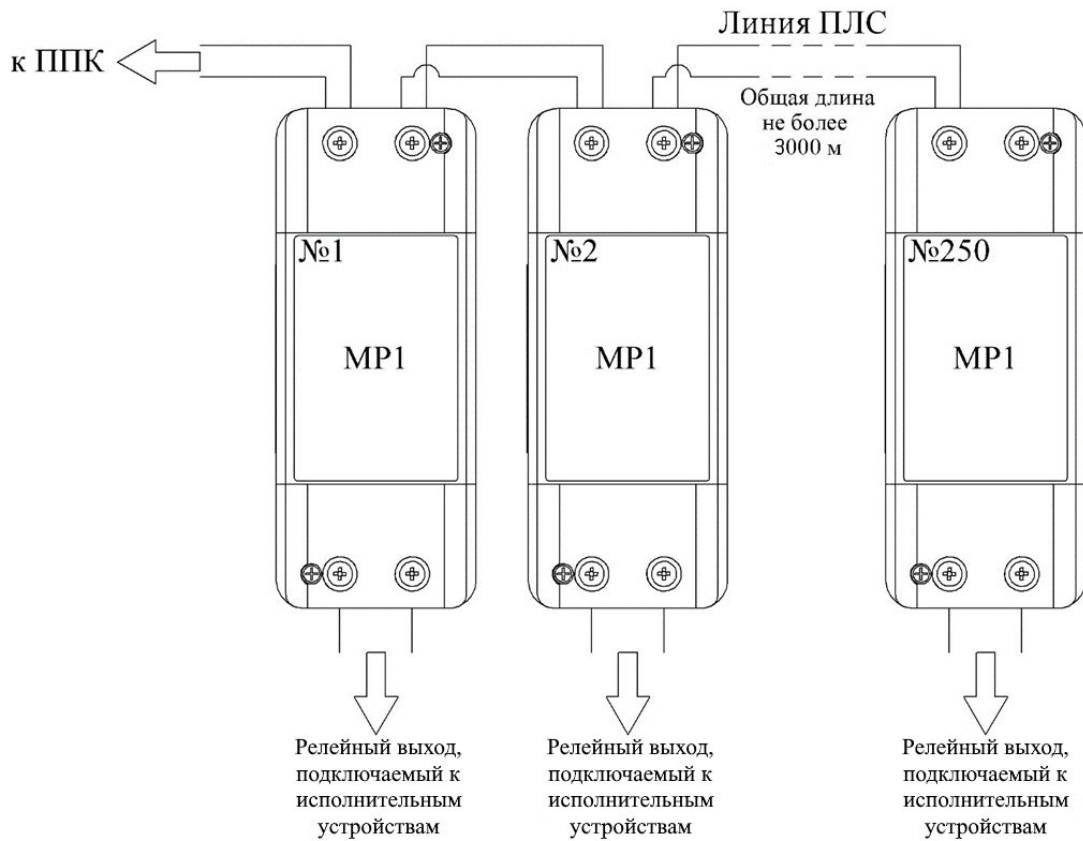 Линия ПЛС
к ППК
Общая длина
не более
3000 м
№1
№2
№250
МР1
МР1
МР1
Релейный выход,
подключаемый к
исполнительным
устройствам
Релейный выход,
подключаемый к
исполнительным
устройствам
Релейный выход,
подключаемый к
исполнительным
устройствам